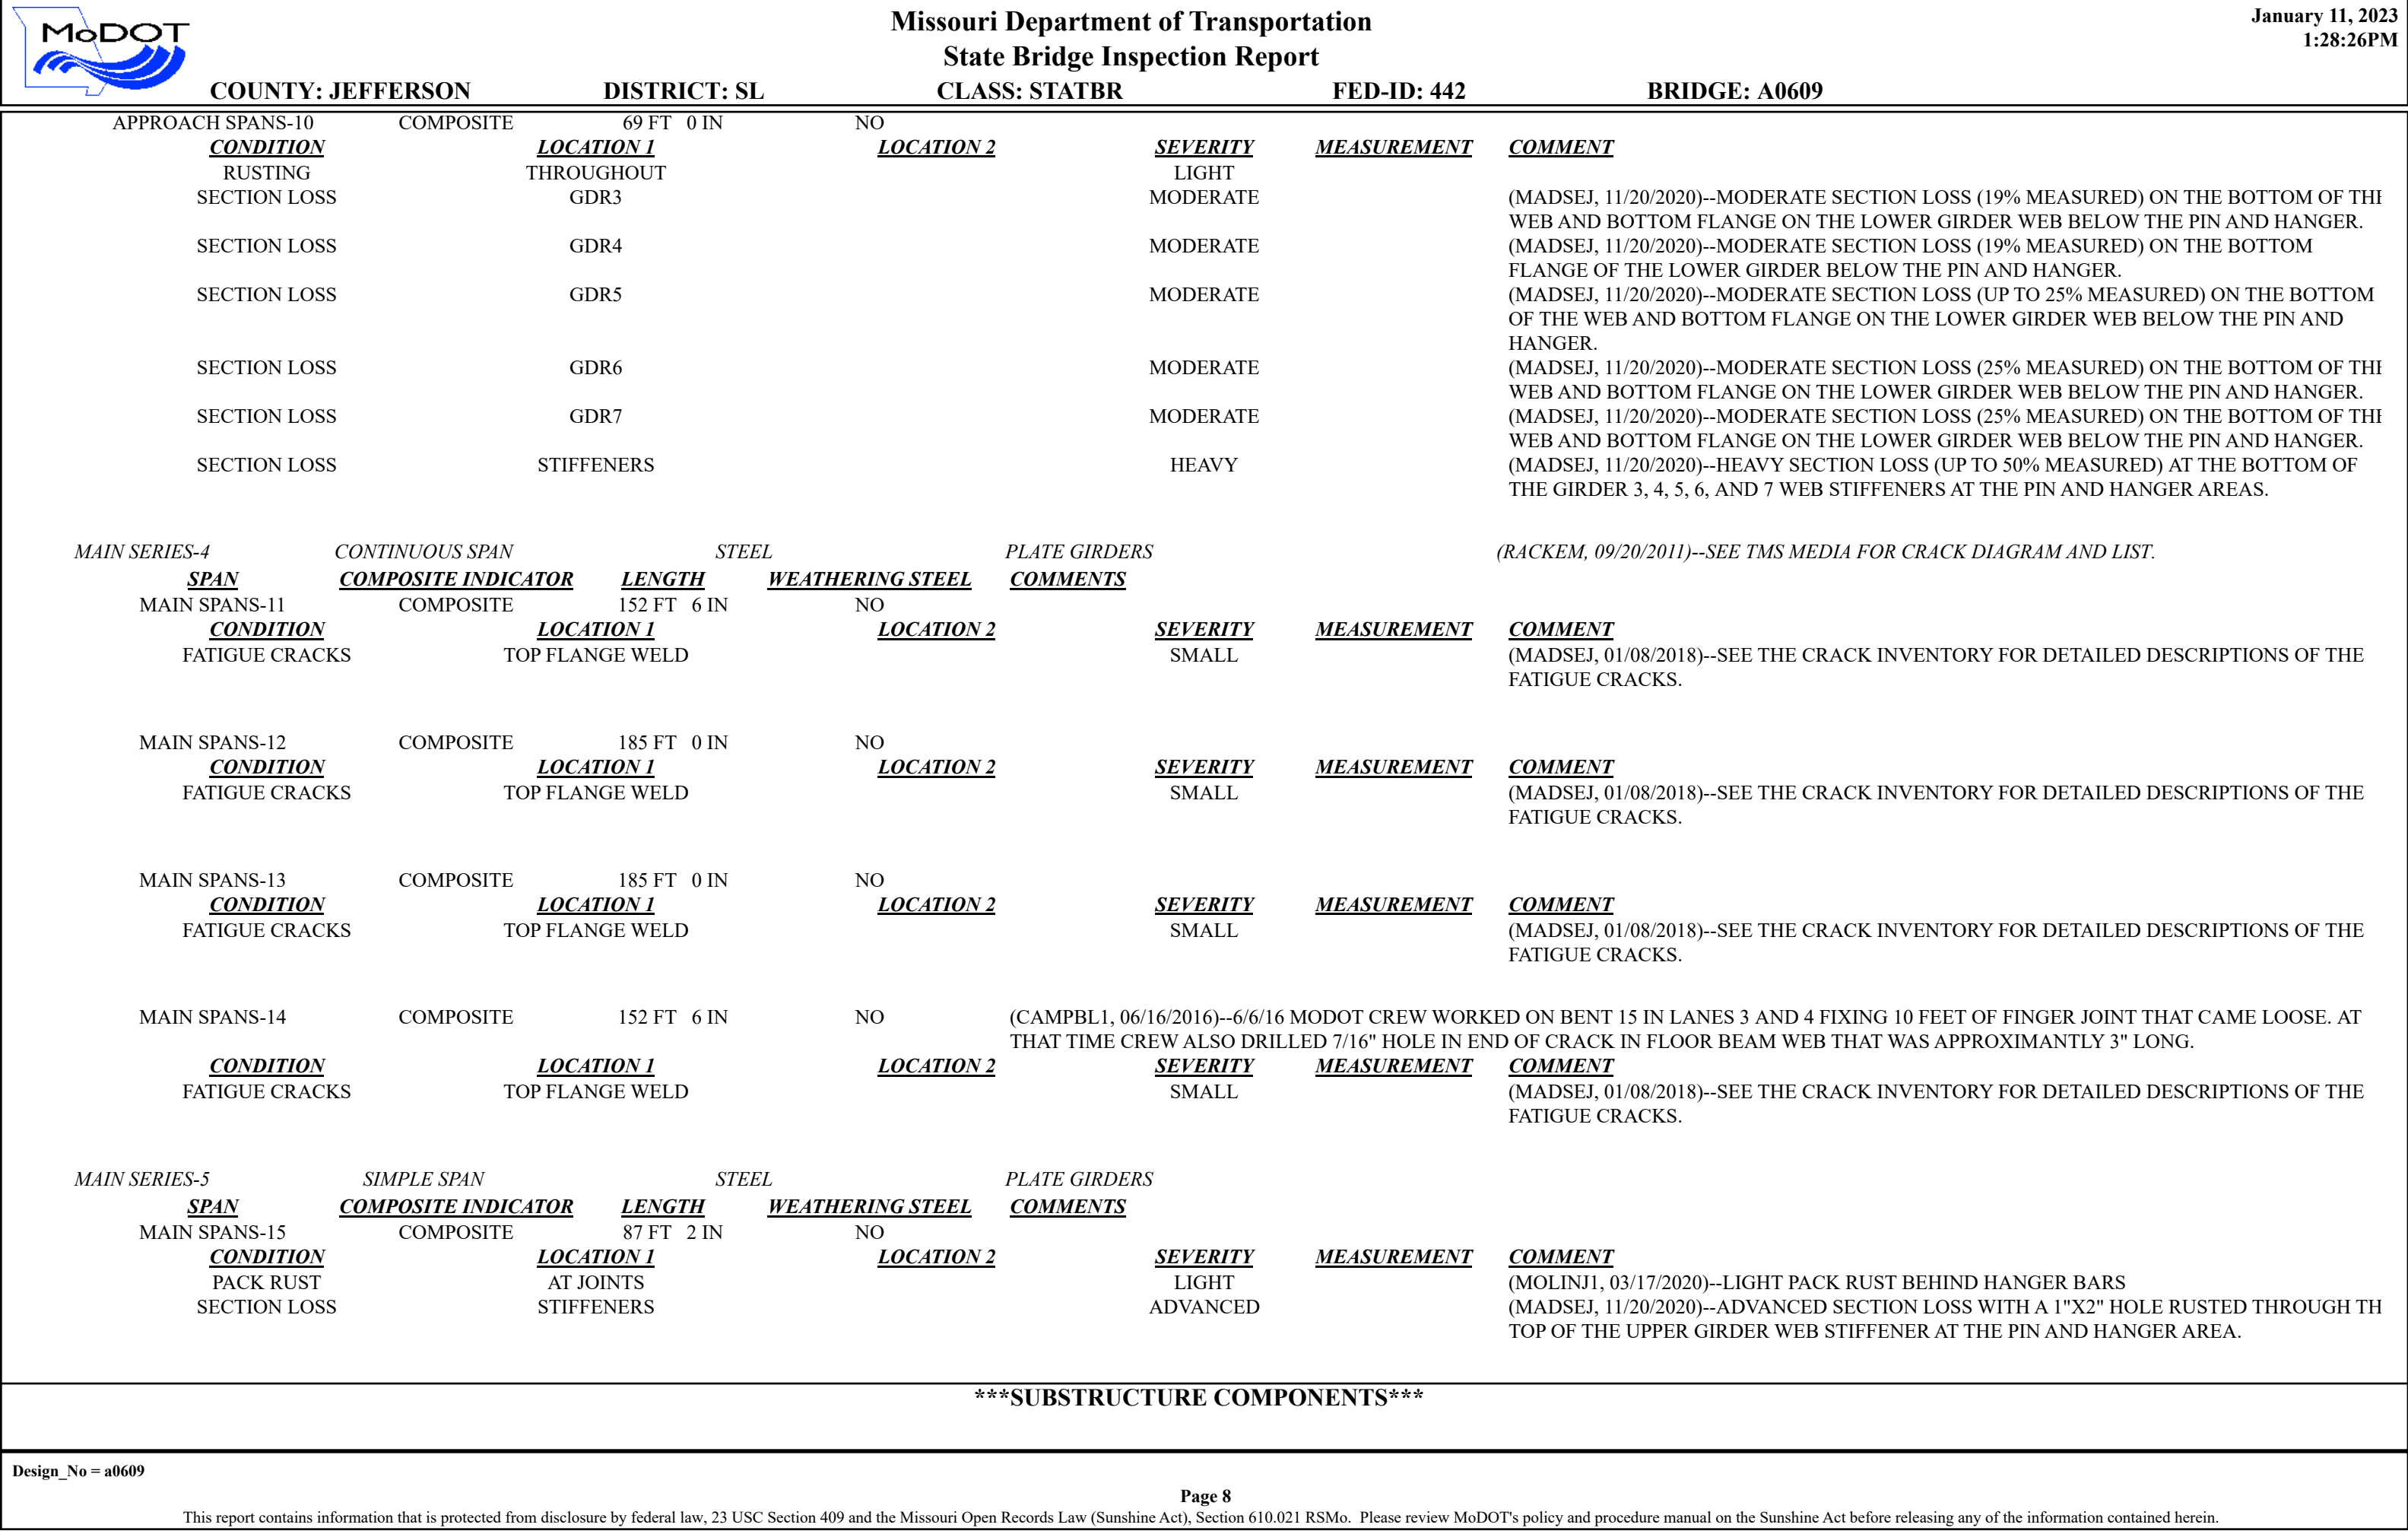 MoDOT
Missouri Department of Transportation
State Bridge Inspection Report
January 11, 2023
1:28:26PM
COUNTY: JEFFERSON DISTRICT: SL CLASS: STATBR FED-ID: 442 BRIDGE: A0609
APPROACH SPANS-10 COMPOSITE 69 FT 0 IN NO
CONDITION LOCATION 1 LOCATION 2 SEVERITY MEASUREMENT COMMENT
RUSTING THROUGHOUT LIGHT
SECTION LOSS GDR3 MODERATE (MADSEJ, 11/20/2020)--MODERATE SECTION LOSS (19% MEASURED) ON THE BOTTOM OF THE
WEB AND BOTTOM FLANGE ON THE LOWER GIRDER WEB BELOW THE PIN AND HANGER.
SECTION LOSS GDR4 MODERATE (MADSEJ, 11/20/2020)--MODERATE SECTION LOSS (19% MEASURED) ON THE BOTTOM
FLANGE OF THE LOWER GIRDER BELOW THE PIN AND HANGER.
SECTION LOSS GDR5 MODERATE (MADSEJ, 11/20/2020)--MODERATE SECTION LOSS (UP TO 25% MEASURED) ON THE BOTTOM
OF THE WEB AND BOTTOM FLANGE ON THE LOWER GIRDER WEB BELOW THE PIN AND
HANGER.
SECTION LOSS GDR6 MODERATE (MADSEJ, 11/20/2020)--MODERATE SECTION LOSS (25% MEASURED) ON THE BOTTOM OF THE
WEB AND BOTTOM FLANGE ON THE LOWER GIRDER WEB BELOW THE PIN AND HANGER.
SECTION LOSS GDR7 MODERATE (MADSEJ, 11/20/2020)--MODERATE SECTION LOSS (25% MEASURED) ON THE BOTTOM OF THE
WEB AND BOTTOM FLANGE ON THE LOWER GIRDER WEB BELOW THE PIN AND HANGER.
SECTION LOSS STIFFENERS HEAVY (MADSEJ, 11/20/2020)--HEAVY SECTION LOSS (UP TO 50% MEASURED) AT THE BOTTOM OF
THE GIRDER 3, 4, 5, 6, AND 7 WEB STIFFENERS AT THE PIN AND HANGER AREAS.
MAIN SERIES-4 CONTINUOUS SPAN STEEL PLATE GIRDERS (RACKEM, 09/20/2011)--SEE TMS MEDIA FOR CRACK DIAGRAM AND LIST.
SPAN COMPOSITE INDICATOR LENGTH WEATHERING STEEL COMMENTS
MAIN SPANS-11 COMPOSITE 152 FT 6 IN NO
CONDITION LOCATION 1 LOCATION 2 SEVERITY MEASUREMENT COMMENT
FATIGUE CRACKS TOP FLANGE WELD SMALL (MADSEJ, 01/08/2018)--SEE THE CRACK INVENTORY FOR DETAILED DESCRIPTIONS OF THE
FATIGUE CRACKS.
MAIN SPANS-12 COMPOSITE 185 FT 0 IN NO
CONDITION LOCATION 1 LOCATION 2 SEVERITY MEASUREMENT COMMENT
FATIGUE CRACKS TOP FLANGE WELD SMALL (MADSEJ, 01/08/2018)--SEE THE CRACK INVENTORY FOR DETAILED DESCRIPTIONS OF THE
FATIGUE CRACKS.
MAIN SPANS-13 COMPOSITE 185 FT 0 IN NO
CONDITION LOCATION 1 LOCATION 2 SEVERITY MEASUREMENT COMMENT
FATIGUE CRACKS TOP FLANGE WELD SMALL (MADSEJ, 01/08/2018)--SEE THE CRACK INVENTORY FOR DETAILED DESCRIPTIONS OF THE
FATIGUE CRACKS.
MAIN SPANS-14 COMPOSITE 152 FT 6 IN NO (CAMPBL1, 06/16/2016)--6/6/16 MODOT CREW WORKED ON BENT 15 IN LANES 3 AND 4 FIXING 10 FEET OF FINGER JOINT THAT CAME LOOSE. AT
THAT TIME CREW ALSO DRILLED 7/16" HOLE IN END OF CRACK IN FLOOR BEAM WEB THAT WAS APPROXIMANTLY 3" LONG.
CONDITION LOCATION 1 LOCATION 2 SEVERITY MEASUREMENT COMMENT
FATIGUE CRACKS TOP FLANGE WELD SMALL (MADSEJ, 01/08/2018)--SEE THE CRACK INVENTORY FOR DETAILED DESCRIPTIONS OF THE
FATIGUE CRACKS.
MAIN SERIES-5 SIMPLE SPAN STEEL PLATE GIRDERS
SPAN COMPOSITE INDICATOR LENGTH WEATHERING STEEL COMMENTS
MAIN SPANS-15 COMPOSITE 87 FT 2 IN NO
CONDITION LOCATION 1 LOCATION 2 SEVERITY MEASUREMENT COMMENT
PACK RUST AT JOINTS LIGHT (MOLINJ1, 03/17/2020)--LIGHT PACK RUST BEHIND HANGER BARS
SECTION LOSS STIFFENERS ADVANCED (MADSEJ, 11/20/2020)--ADVANCED SECTION LOSS WITH A 1"X2" HOLE RUSTED THROUGH TH
TOP OF THE UPPER GIRDER WEB STIFFENER AT THE PIN AND HANGER AREA.
***SUBSTRUCTURE COMPONENTS***
Design_No = a0609
Page 8
This report contains information that is protected from disclosure by federal law, 23 USC Section 409 and the Missouri Open Records Law (Sunshine Act), Section 610.021 RSMo. Please review MoDOT's policy and procedure manual on the Sunshine Act before releasing any of the information contained herein.